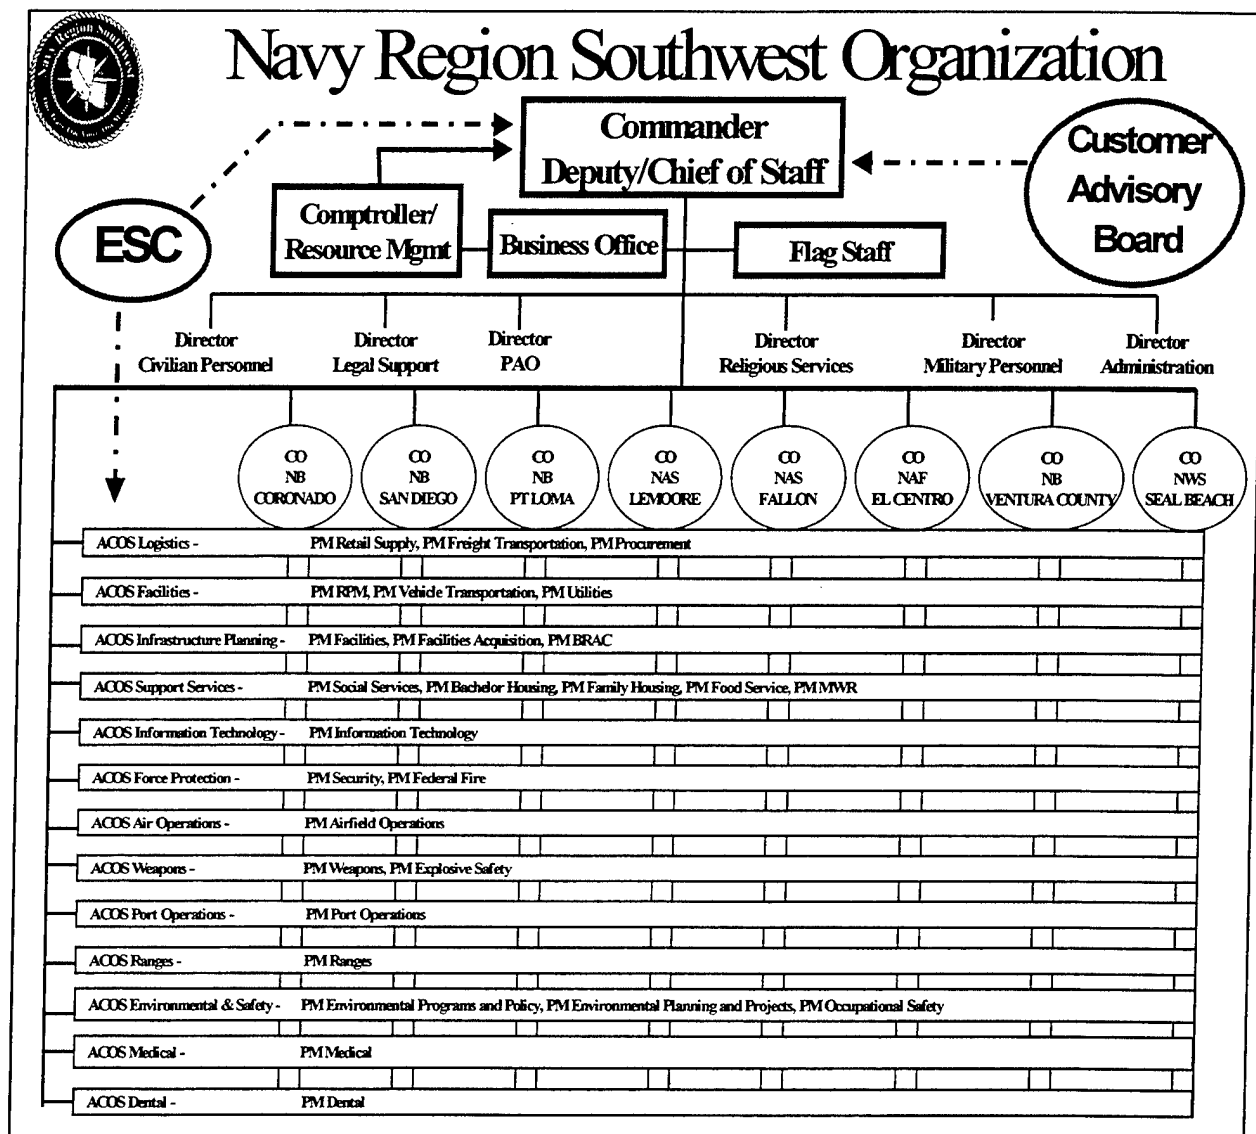 Navy Region Southwest
Navy Region Southwest Organization
Commander
Deputy/Chief of Staff
Customer
Advisory
Board
ESC
Comptroller/
Resource Mgmt
Business Office
Flag Staff
Director
Civilian Personnel
Director
Legal Support
Director
PAO
Director
Religious Services
Director
Military Personnel
Director
Administration
CO
NB
CORONADO
CO
NB
SAN DIEGO
CO
NB
PT LOMA
CO
NAS
LEMOORE
CO
NAS
FALLON
CO
NAF
EL CENTRO
CO
NB
VENTURA COUNTY
CO
NWS
SEAL BEACH
ACOS Logistics - PM Retail Supply, PM Freight Transportation, PM Procurement
ACOS Facilities - PM RPM, PM Vehicle Transportation, PM Utilities
ACOS Infrastructure Planning - PM Facilities, PM Facilities Acquisition, PM BRAC
ACOS Support Services - PM Social Services, PM Bachelor Housing, PM Family Housing, PM Food Service, PM MWR
ACOS Information Technology - PM Information Technology
ACOS Force Protection - PM Security, PM Federal Fire
ACOS Air Operations - PM Airfield Operations
ACOS Weapons - PM Weapons, PM Explosive Safety
ACOS Port Operations - PM Port Operations
ACOS Ranges - PM Ranges
ACOS Environmental & Safety - PM Environmental Programs and Policy, PM Environmental Planning and Projects, PM Occupational Safety
ACOS Medical - PM Medical
ACOS Dental - PM Dental